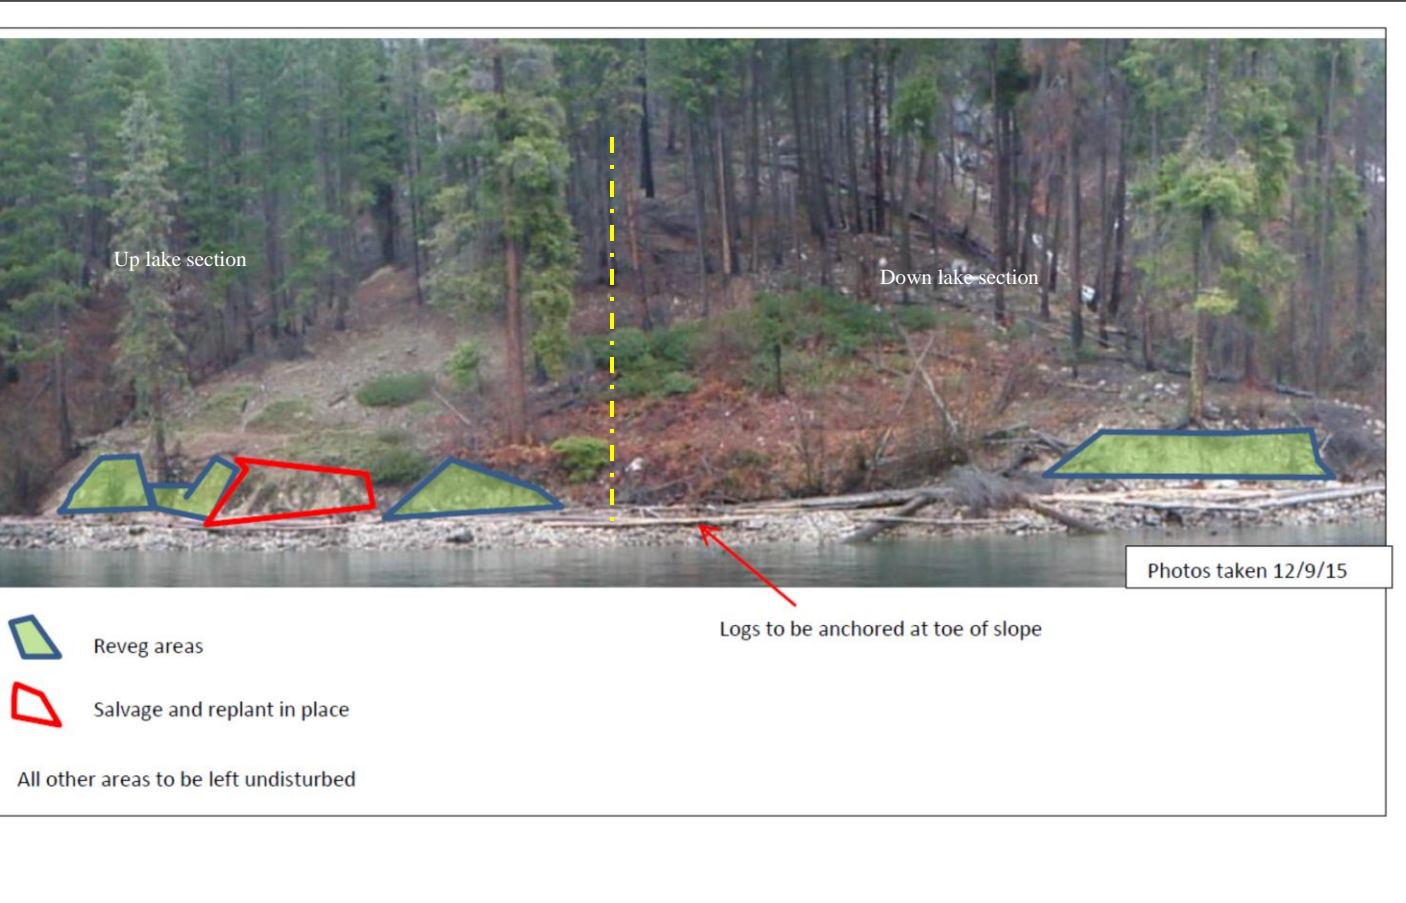 Up lake section
Down lake section
Photos taken 12/9/15
Logs to be anchored at toe of slope
Reveg areas
Salvage and replant in place
All other areas to be left undisturbed